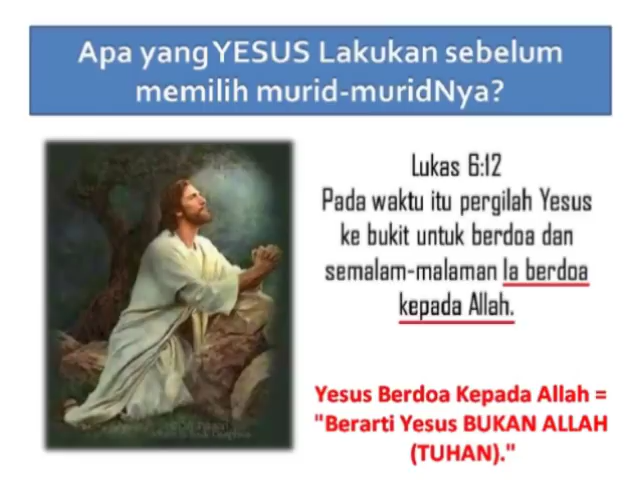 Apa yang YESUS Lakukan sebelum
memilih murid-muridNya?
Lukas 6:12
Pada waktu itu pergilah Yesus
ke bukit untuk berdoa dan
semalam-malaman Ia berdoa
kepada Allah.
Yesus Berdoa Kepada Allah =
"Berarti Yesus BUKAN ALLAH
(TUHAN)."